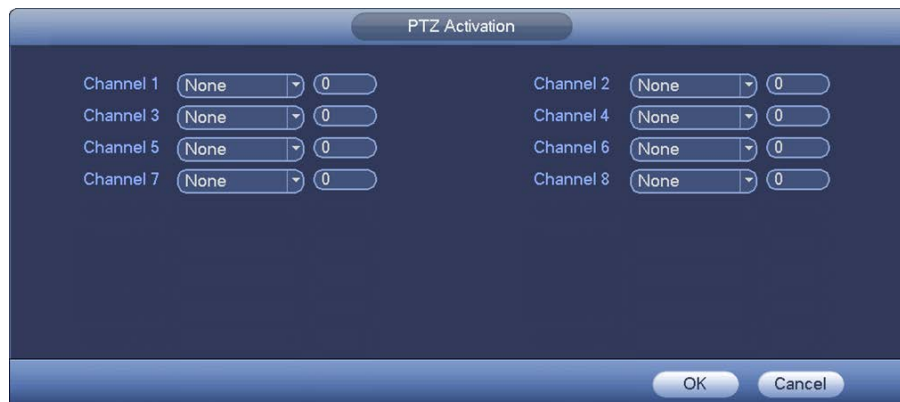 PTZ Activation
Channel 1 None 0 Channel 2 None 0
Channel 3 None 0 Channel 4 None 0
Channel 5 None 0 Channel 6 None 0
Channel 7 None 0 Channel 8 None 0
OK Cancel